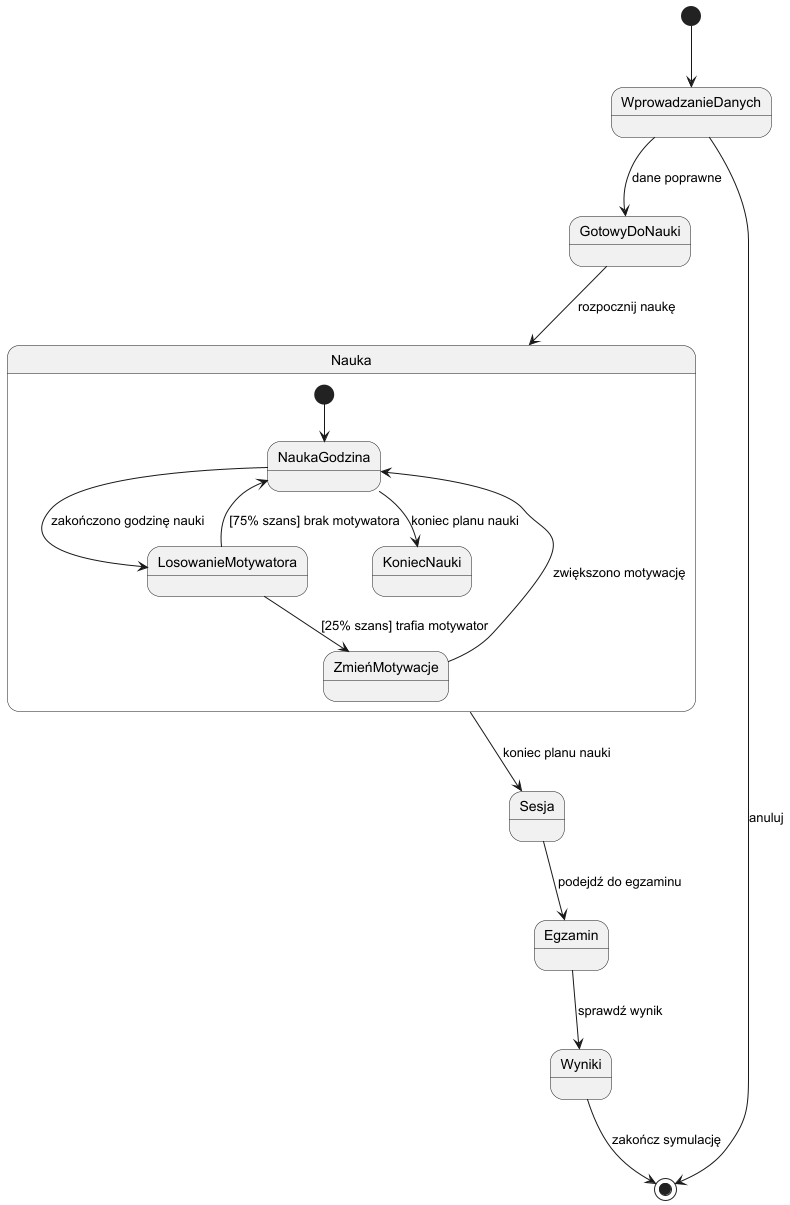 WprowadzanieDanych
dane poprawne
GotowyDoNauki
rozpocznij naukę
Nauka
NaukaGodzina
zakończono godzinę nauki
[75% szans] brak motywatora
koniec planu nauki
LosowanieMotywatora
KoniecNauki
zwiększono motywację
[25% szans] trafia motywator
ZmieńMotywacje
koniec planu nauki
Sesja
anuluj
podejdź do egzaminu
Egzamin
sprawdź wynik
Wyniki
zakończ symulację